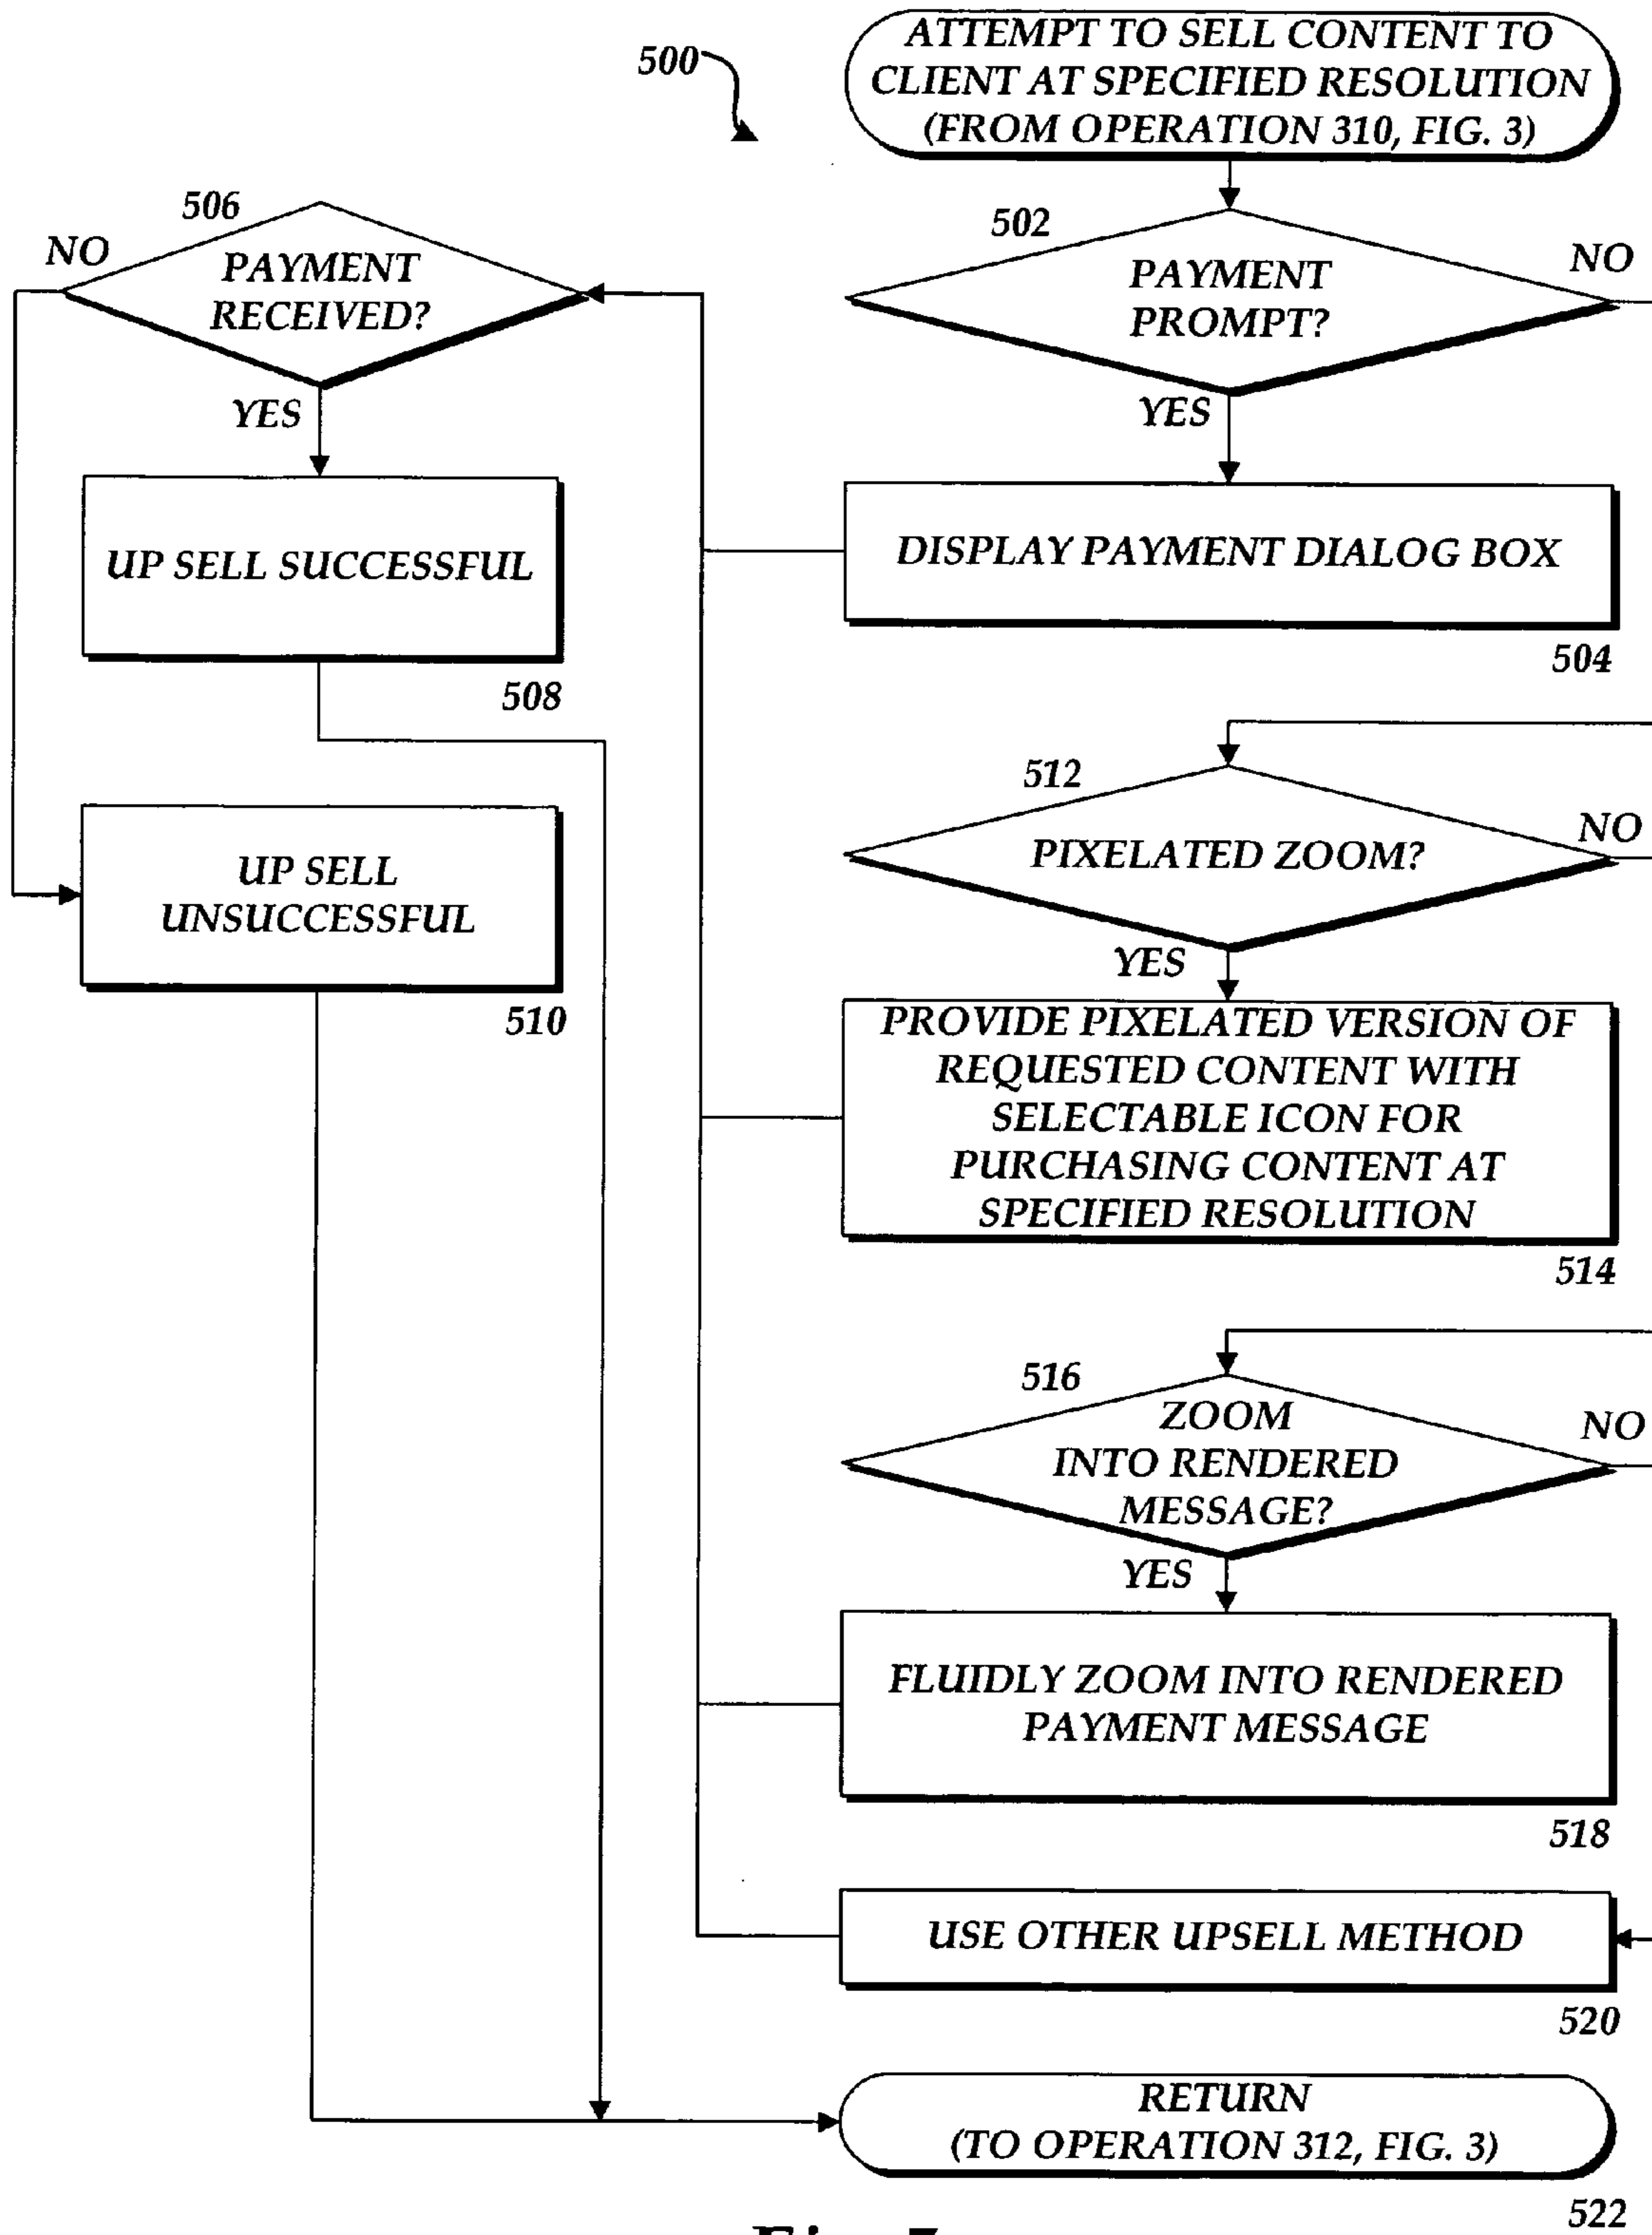 500
ATTEMPT TO SELL CONTENT TO
CLIENT AT SPECIFIED RESOLUTION
(FROM OPERATION 310, FIG. 3)
506
NO
PAYMENT
RECEIVED?
YES
502
NO
PAYMENT
PROMPT?
YES
UP SELL SUCCESSFUL
508
DISPLAY PAYMENT DIALOG BOX
504
512
NO
PIXELATED ZOOM?
YES
UP SELL
UNSUCCESSFUL
510
PROVIDE PIXELATED VERSION OF
REQUESTED CONTENT WITH
SELECTABLE ICON FOR
PURCHASING CONTENT AT
SPECIFIED RESOLUTION
514
516
NO
ZOOM
INTO RENDERED
MESSAGE?
YES
FLUIDLY ZOOM INTO RENDERED
PAYMENT MESSAGE
518
USE OTHER UPSELL METHOD
520
RETURN
(TO OPERATION 312, FIG. 3)
522